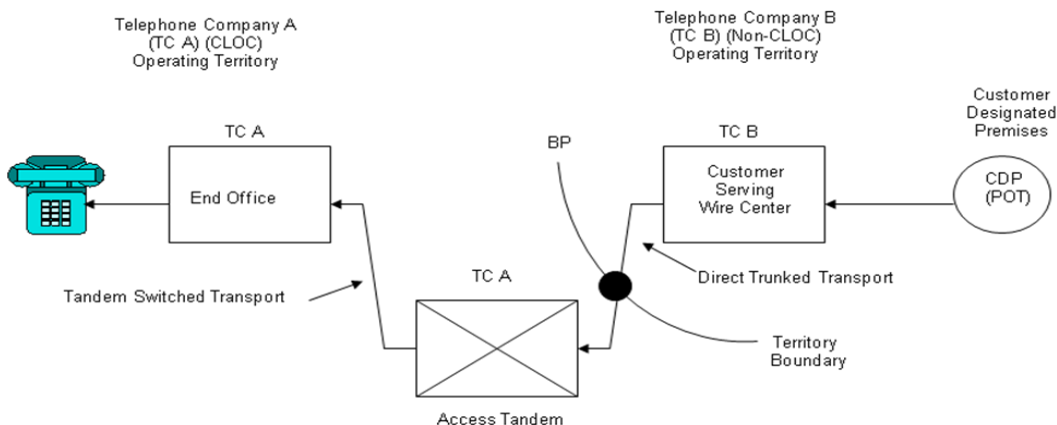 Telephone Company A
(TC A) (CLOC)
Operating Territory
Telephone Company B
(TC B) (Non-CLOC)
Operating Territory
Customer
Designated
Premises
TC A
End Office
BP
TC B
Customer
Serving
Wire Center
CDP
(POT)
Tandem Switched Transport
TC A
Direct Trunked Transport
Territory
Boundary
Access Tandem